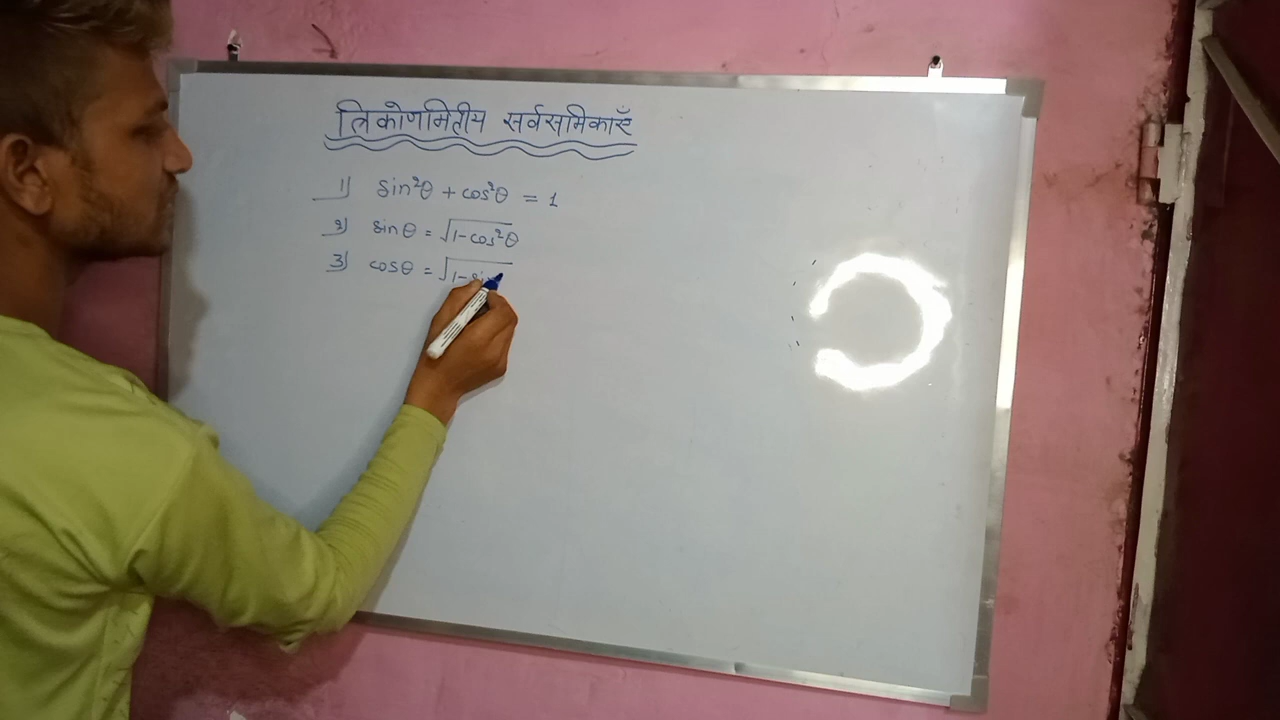 त्रिकोणमितीय सर्वसमिकाएँ
1) sin²θ + cos²θ = 1
2) sinθ = √1-cos²θ
3) cosθ = √1-si